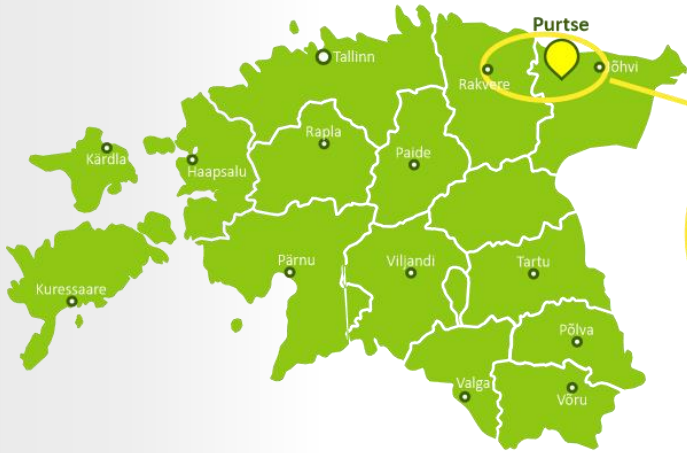 Purtse
Tallinn
Jõhvi
Rakvere
Rapla
Paide
Kärdla
Haapsalu
Pärnu
Viljandi
Tartu
Kuressaare
Põlva
Valga
Võru